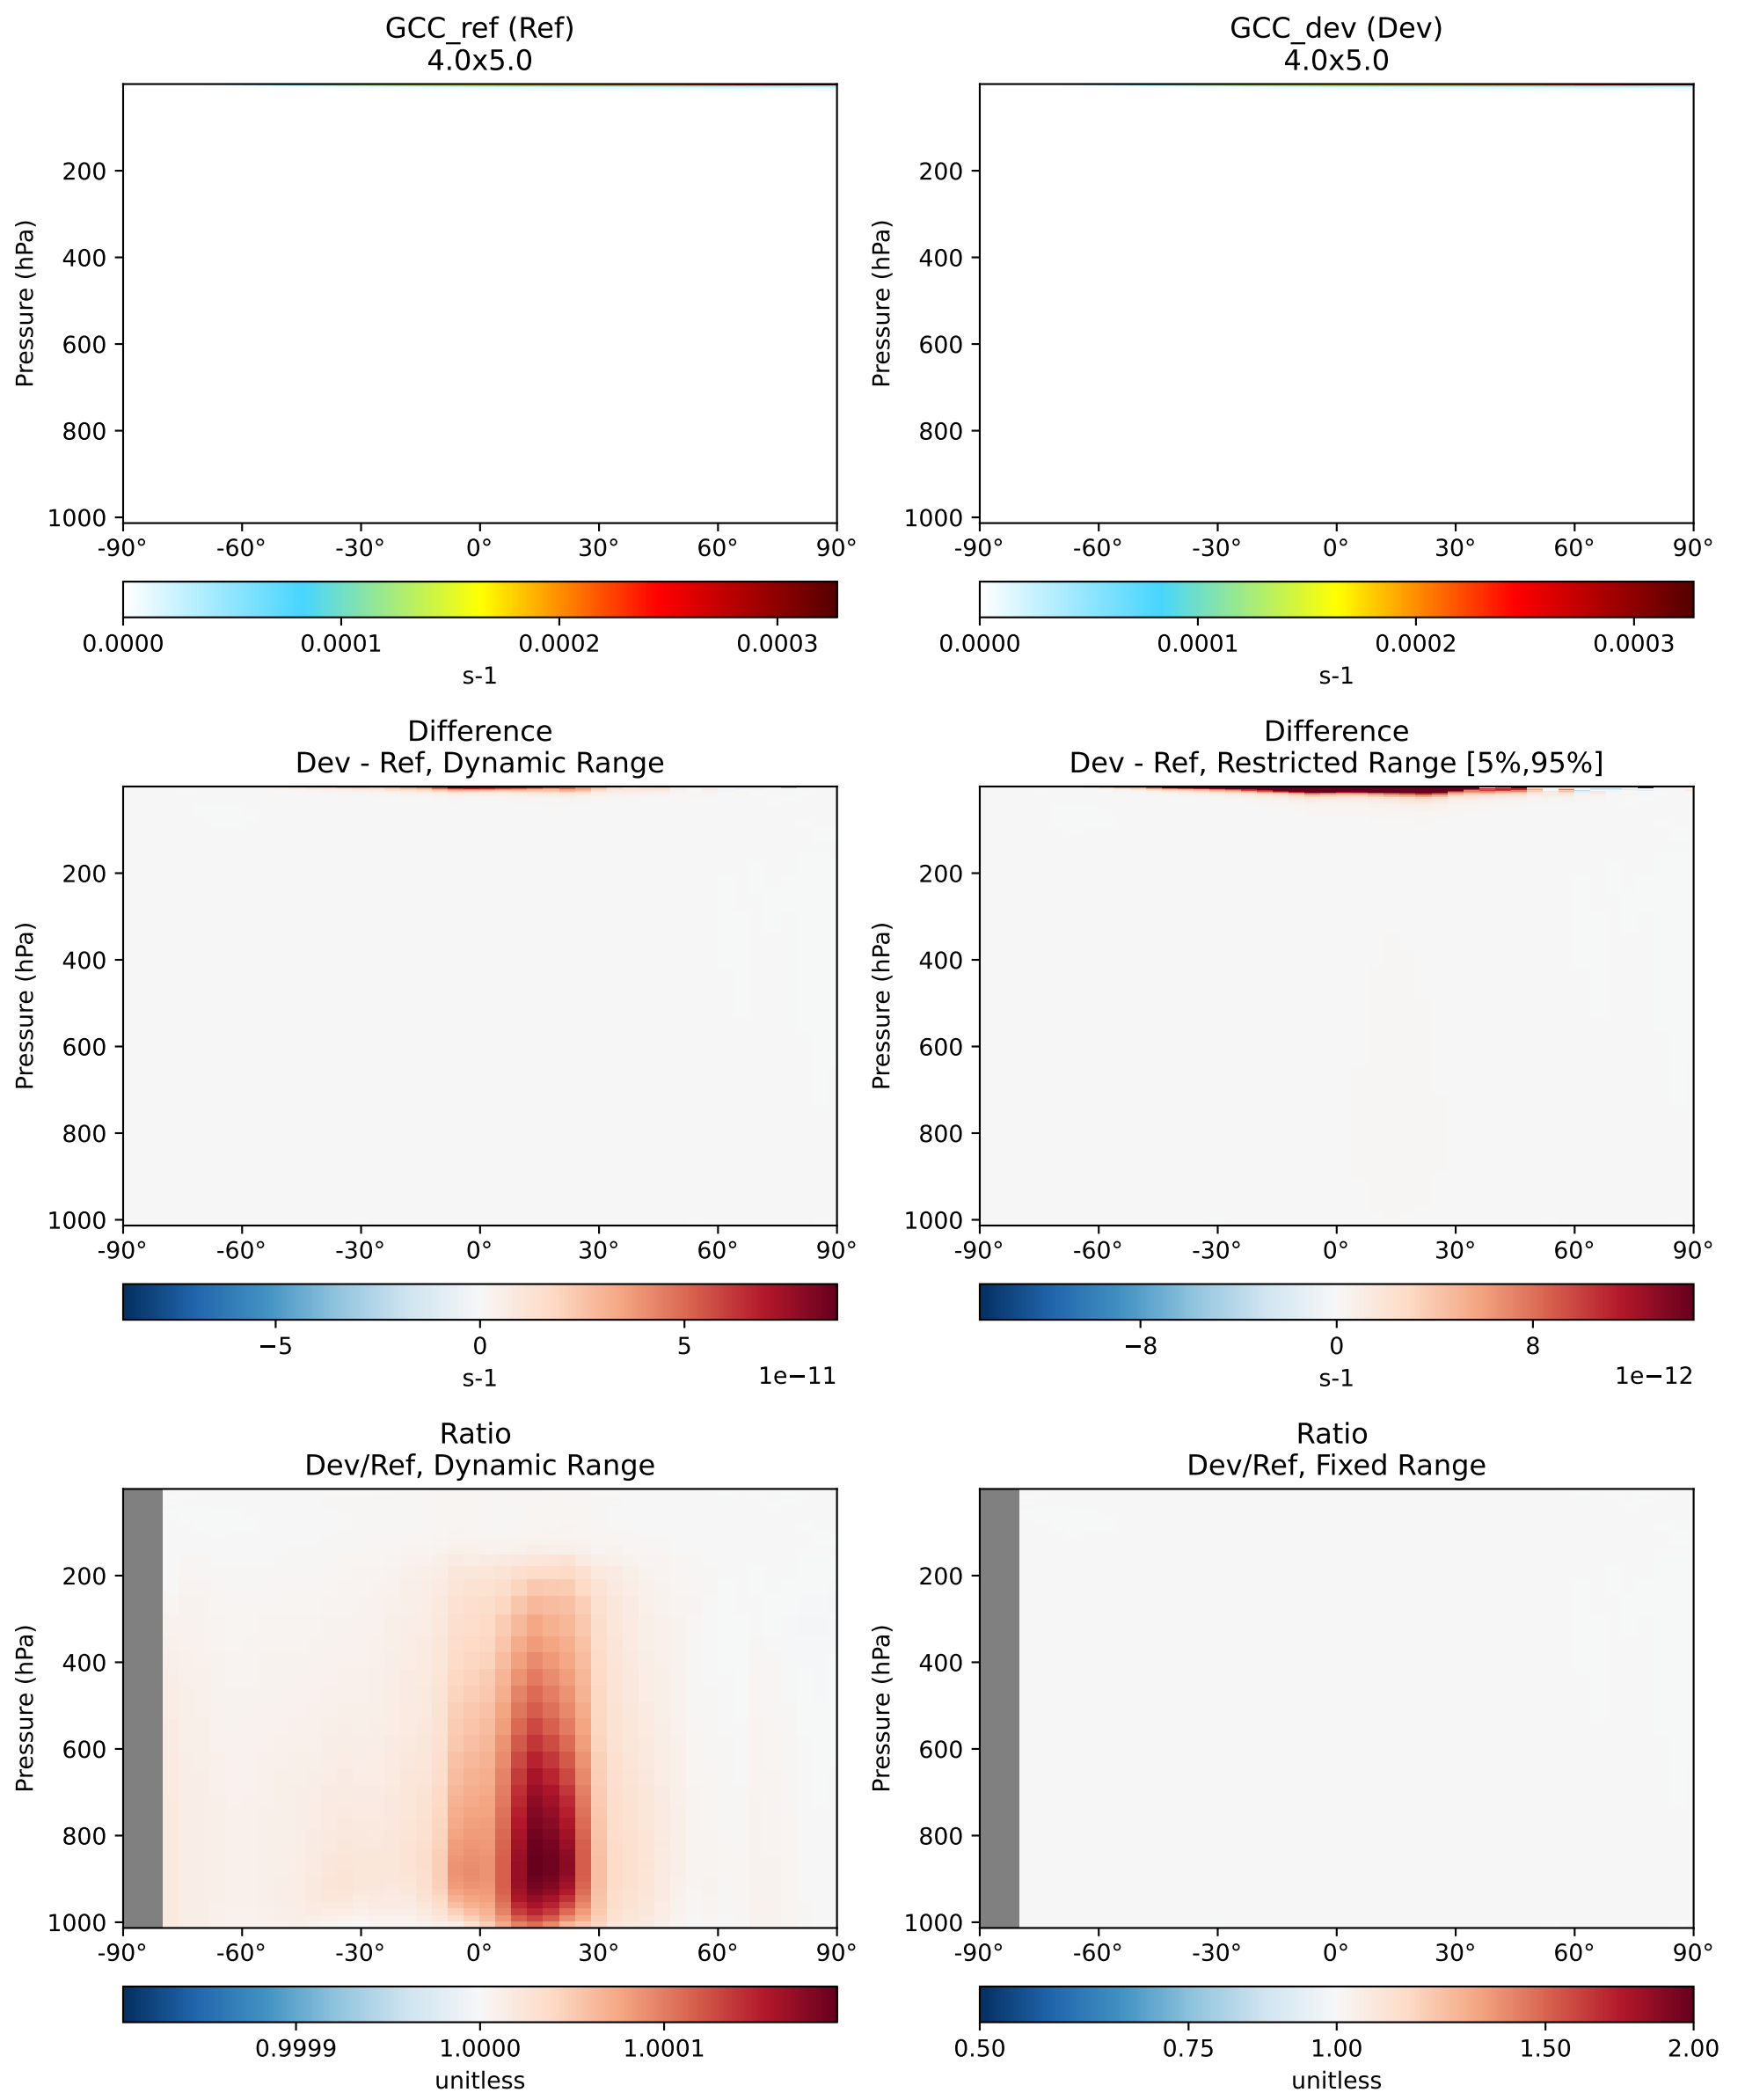 GCC_ref (Ref)
4.0x5.0
Pressure (hPa)
200
400
600
800
1000
-90° -60° -30° 0° 30° 60° 90°
0.0000 0.0001 0.0002 0.0003
s-1
GCC_dev (Dev)
4.0x5.0
Pressure (hPa)
200
400
600
800
1000
-90° -60° -30° 0° 30° 60° 90°
0.0000 0.0001 0.0002 0.0003
s-1
Difference
Dev - Ref, Dynamic Range
Pressure (hPa)
200
400
600
800
1000
-90° -60° -30° 0° 30° 60° 90°
−5 0 5
s-1 1e−11
Difference
Dev - Ref, Restricted Range [5%,95%]
Pressure (hPa)
200
400
600
800
1000
-90° -60° -30° 0° 30° 60° 90°
−8 0 8
s-1 1e−12
Ratio
Dev/Ref, Dynamic Range
Pressure (hPa)
200
400
600
800
1000
-90° -60° -30° 0° 30° 60° 90°
0.9999 1.0000 1.0001
unitless
Ratio
Dev/Ref, Fixed Range
Pressure (hPa)
200
400
600
800
1000
-90° -60° -30° 0° 30° 60° 90°
0.50 0.75 1.00 1.50 2.00
unitless